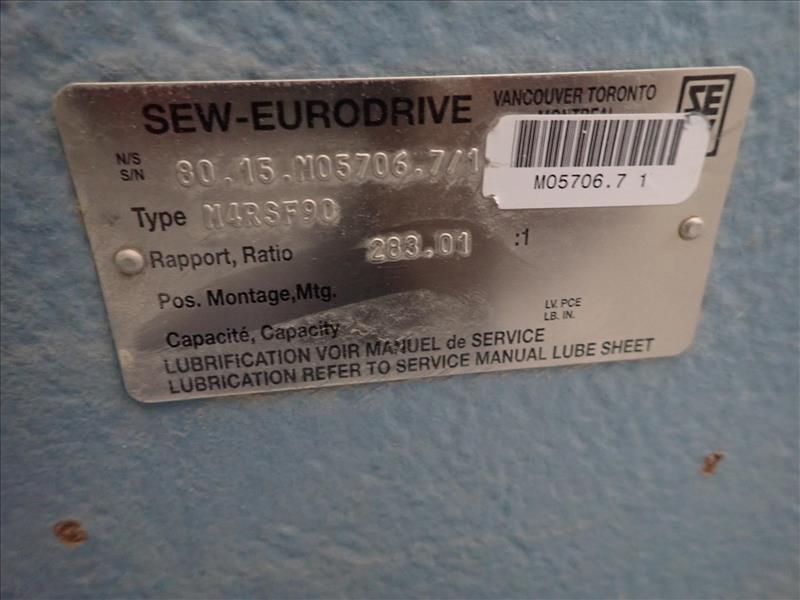 SEW-EURODRIVE
VANCOUVER TORONTO
MONTREAL
SE
N/S
S/N
80.15.M05706.7/1
M05706.7 1
Type M4RSF90
Rapport, Ratio 283.01 :1
Pos. Montage,Mtg.
LV. PCE
LB. IN.
Capacité, Capacity
LUBRIFICATION VOIR MANUEL de SERVICE
LUBRICATION REFER TO SERVICE MANUAL LUBE SHEET